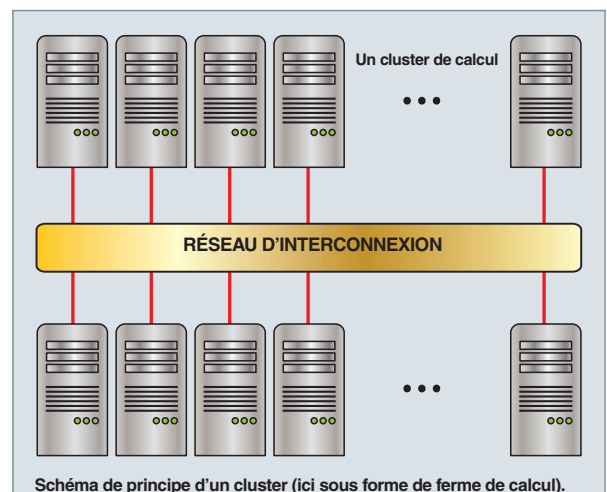 Un cluster de calcul
RÉSEAU D'INTERCONNEXION
Schéma de principe d'un cluster (ici sous forme de ferme de calcul).